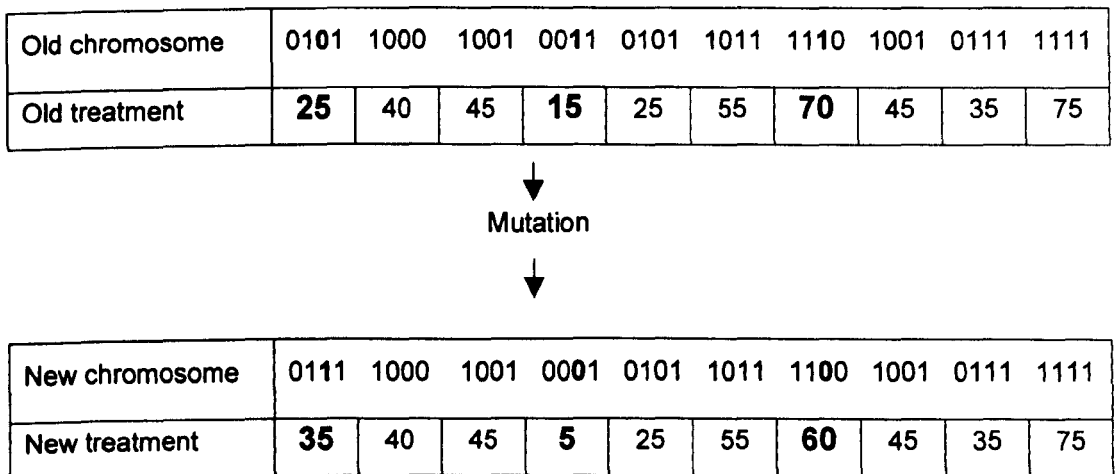 Old chromosome 0101 1000 1001 0011 0101 1011 1110 1001 0111 1111
Old treatment 25 40 45 15 25 55 70 45 35 75
Mutation
New chromosome 0111 1000 1001 0001 0101 1011 1100 1001 0111 1111
New treatment 35 40 45 5 25 55 60 45 35 75